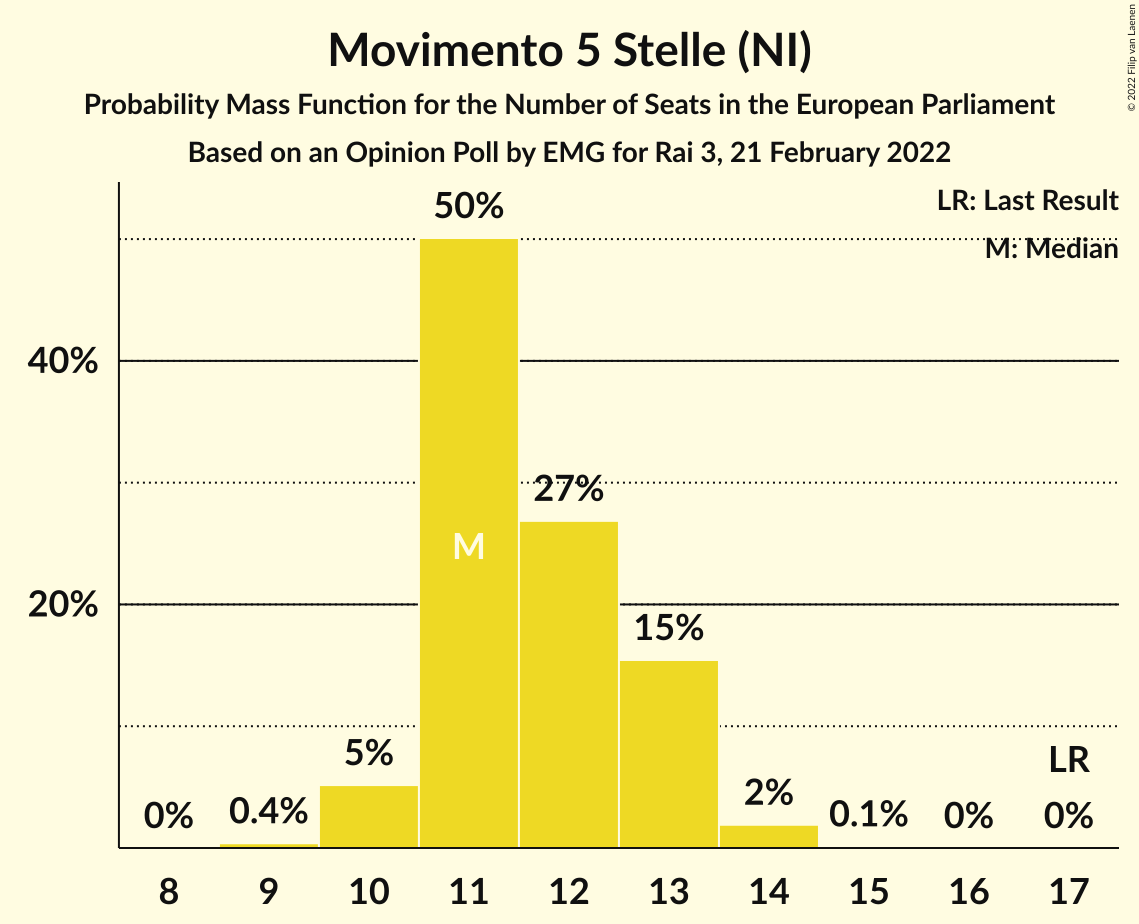 Movimento 5 Stelle (NI)
Probability Mass Function for the Number of Seats in the European Parliament
Based on an Opinion Poll by EMG for Rai 3, 21 February 2022
© 2022 Filip van Laenen
LR: Last Result
M: Median
50%
40%
27%
M
20%
15%
5%
LR
2%
0%
0.4%
0.1%
0%
0%
8 9 10 11 12 13 14 15 16 17